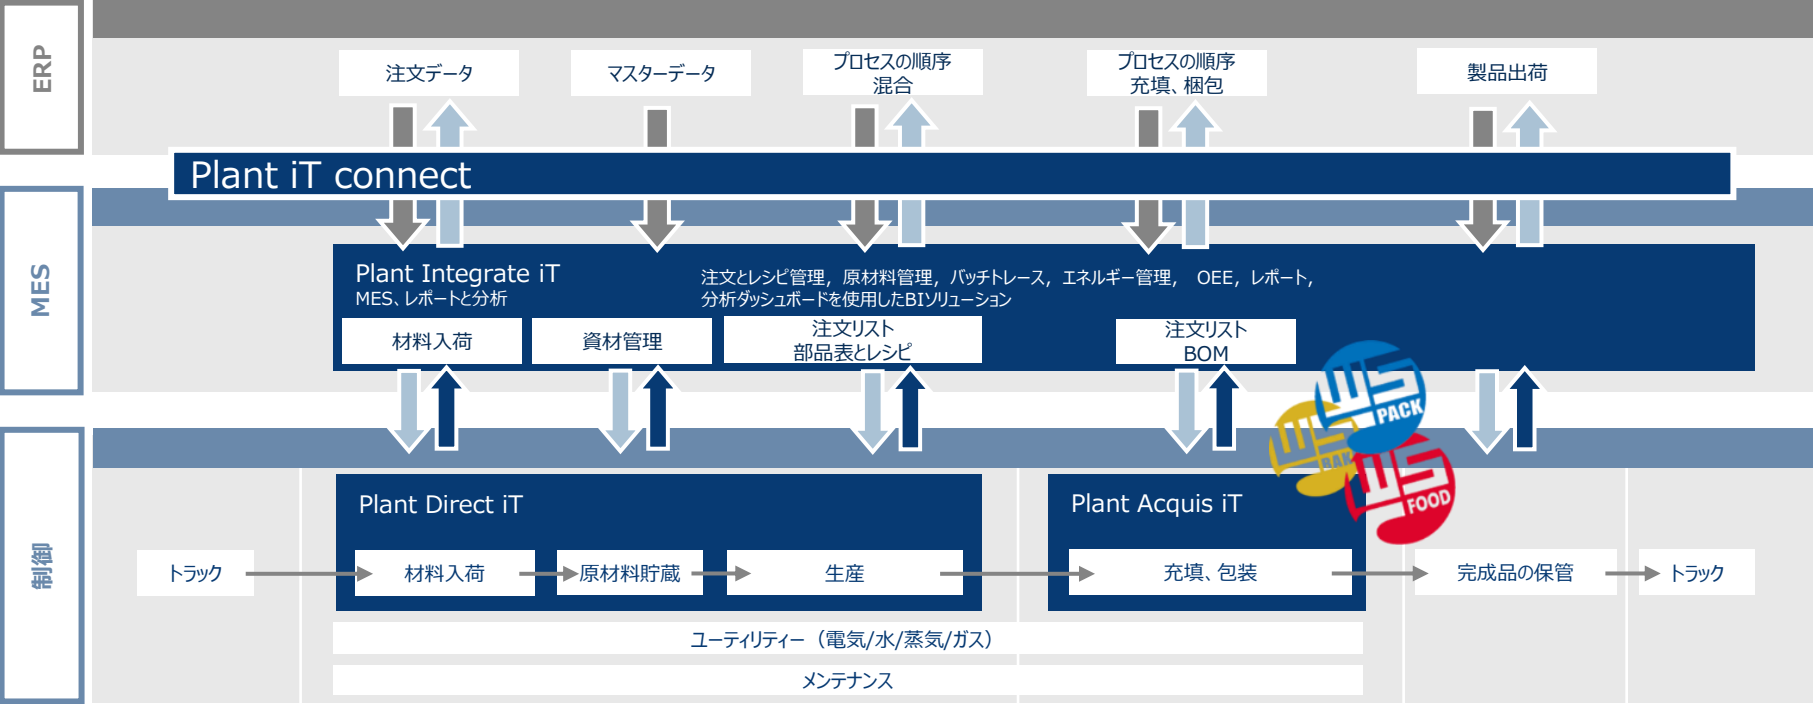 ERP
注文データ
マスターデータ
プロセスの順序
混合
プロセスの順序
充填、梱包
製品出荷
Plant iT connect
MES
Plant Integrate iT
MES、レポートと分析
注文とレシピ管理, 原材料管理, バッチトレース, エネルギー管理, OEE, レポート,
分析ダッシュボードを使用したBIソリューション
材料入荷
資材管理
注文リスト
部品表とレシピ
注文リスト
BOM
WS
PACK
WS
BAK
WS
FOOD
制御
Plant Direct iT
Plant Acquis iT
トラック
材料入荷
原材料貯蔵
生産
充填、包装
完成品の保管
トラック
ユーティリティー（電気/水/蒸気/ガス）
メンテナンス